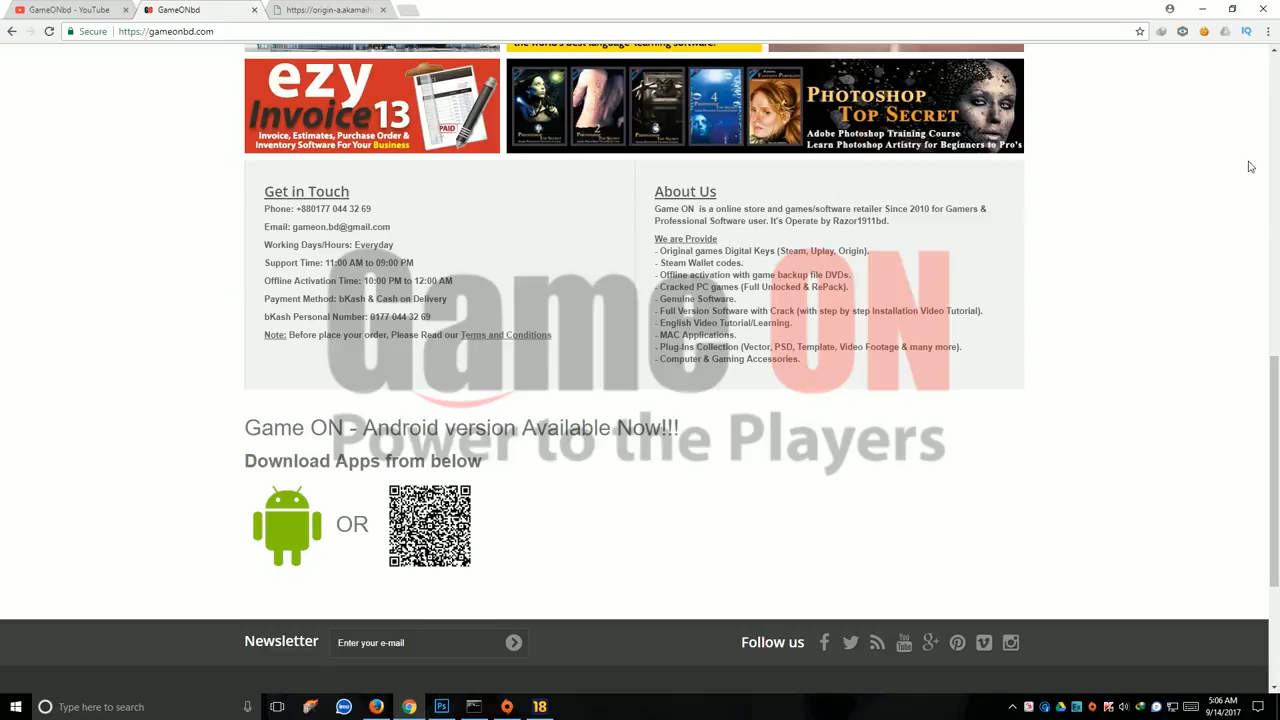 GameONbd - YouTube
GameONbd
https://origin-a.akamaih
Secure
https://gameonbd.com
the world's best language-learning software.
ezy
Invoice 13
Invoice, Estimates, Purchase Order &
Inventory Software For Your Business
PAID
PHOTOSHOP
TOP SECRET
Adobe Photoshop Training Course
Learn Photoshop Artistry for Beginners to Pro's
Get in Touch
Phone: +880177 044 32 69
Email: gameon.bd@gmail.com
Working Days/Hours: Everyday
Support Time: 11:00 AM to 09:00 PM
Offline Activation Time: 10:00 PM to 12:00 AM
Payment Method: bKash & Cash on Delivery
bKash Personal Number: 0177 044 32 69
Note: Before place your order, Please Read our Terms and Conditions
About Us
Game ON is a online store and games/software retailer Since 2010 for Gamers &
Professional Software user. It's Operate by Razor1911bd.
We are Provide
- Original games Digital Keys (Steam, Uplay, Origin).
- Steam Wallet codes.
- Offline activation with game backup file DVDs.
- Cracked PC games (Full Unlocked & RePack).
- Genuine Software.
- Full Version Software with Crack (with step by step Installation Video Tutorial).
- English Video Tutorial/Learning.
- MAC Applications.
- Plug-Ins Collection (Vector, PSD, Template, Video Footage & many more).
- Computer & Gaming Accessories.
Game ON
Power to the Players
Game ON - Android version Available Now!!!
Download Apps from below
OR
Newsletter
Enter your e-mail
Follow us
You
Tube
Type here to search
imo
Ps
18
5:06 AM
9/14/2017